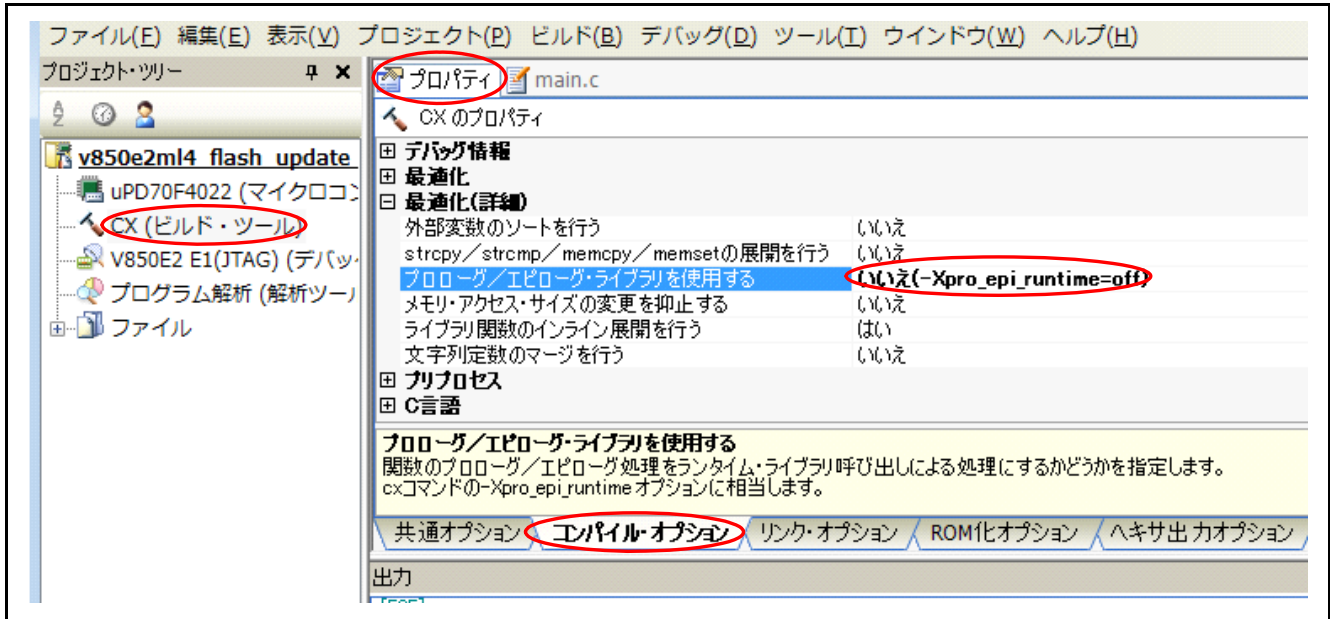 ファイル(F) 編集(E) 表示(V) プロジェクト(P) ビルド(B) デバッグ(D) ツール(T) ウインドウ(W) ヘルプ(H)
プロジェクト・ツリー
プロパティ main.c
CX のプロパティ
v850e2ml4_flash_update_
uPD70F4022 (マイクロコン
CX (ビルド・ツール)
V850E2 E1(JTAG) (デバッ
プログラム解析 (解析ツー
ファイル
デバッグ情報
最適化
最適化(詳細)
外部変数のソートを行う いいえ
strcpy/strcmp/memcpy/memsetの展開を行う いいえ
プロローグ/エピローグ・ライブラリを使用する いいえ(-Xpro_epi_runtime=off)
メモリ・アクセス・サイズの変更を抑止する いいえ
ライブラリ関数のインライン展開を行う はい
文字列定数のマージを行う いいえ
プリプロセス
C言語
プロローグ/エピローグ・ライブラリを使用する
関数のプロローグ/エピローグ処理をランタイム・ライブラリ呼び出しによる処理にするかどうかを指定します。
cxコマンドの-Xpro_epi_runtimeオプションに相当します。
共通オプション コンパイル・オプション リンク・オプション ROM化オプション ヘキサ出力オプション
出力